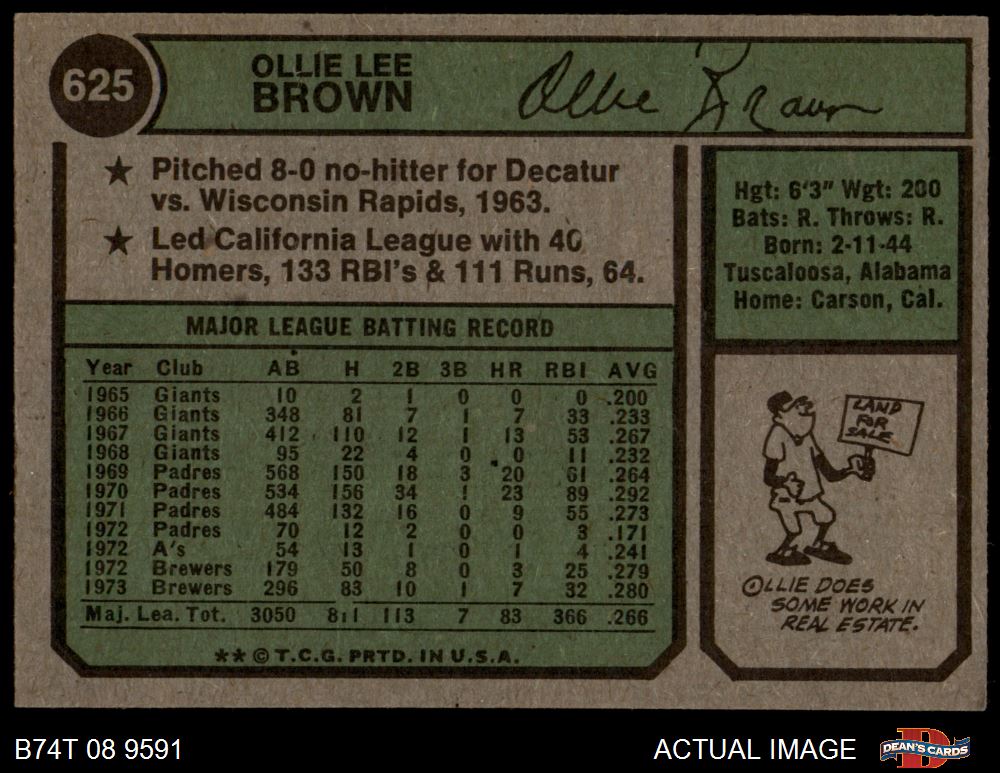 625
OLLIE LEE
BROWN
Ollie Brown
★ Pitched 8-0 no-hitter for Decatur
vs. Wisconsin Rapids, 1963.
★ Led California League with 40
Homers, 133 RBI's & 111 Runs, 64.
Hgt: 6'3" Wgt: 200
Bats: R. Throws: R.
Born: 2-11-44
Tuscaloosa, Alabama
Home: Carson, Cal.
MAJOR LEAGUE BATTING RECORD
Year Club AB H 2B 3B HR RBI AVG
1965 Giants 10 2 1 0 0 0 .200
1966 Giants 348 81 7 1 7 33 .233
1967 Giants 412 110 12 1 13 53 .267
1968 Giants 95 22 4 0 0 11 .232
1969 Padres 568 150 18 3 20 61 .264
1970 Padres 534 156 34 1 23 89 .292
1971 Padres 484 132 16 0 9 55 .273
1972 Padres 70 12 2 0 0 3 .171
1972 A's 54 13 1 0 1 4 .241
1972 Brewers 179 50 8 0 3 25 .279
1973 Brewers 296 83 10 1 7 32 .280
Maj. Lea. Tot. 3050 811 113 7 83 366 .266
** © T.C.G. PRTD. IN U.S.A.
LAND
FOR
SALE
OLLIE DOES
SOME WORK IN
REAL ESTATE.
B74T 08 9591
ACTUAL IMAGE
DEAN'S CARDS